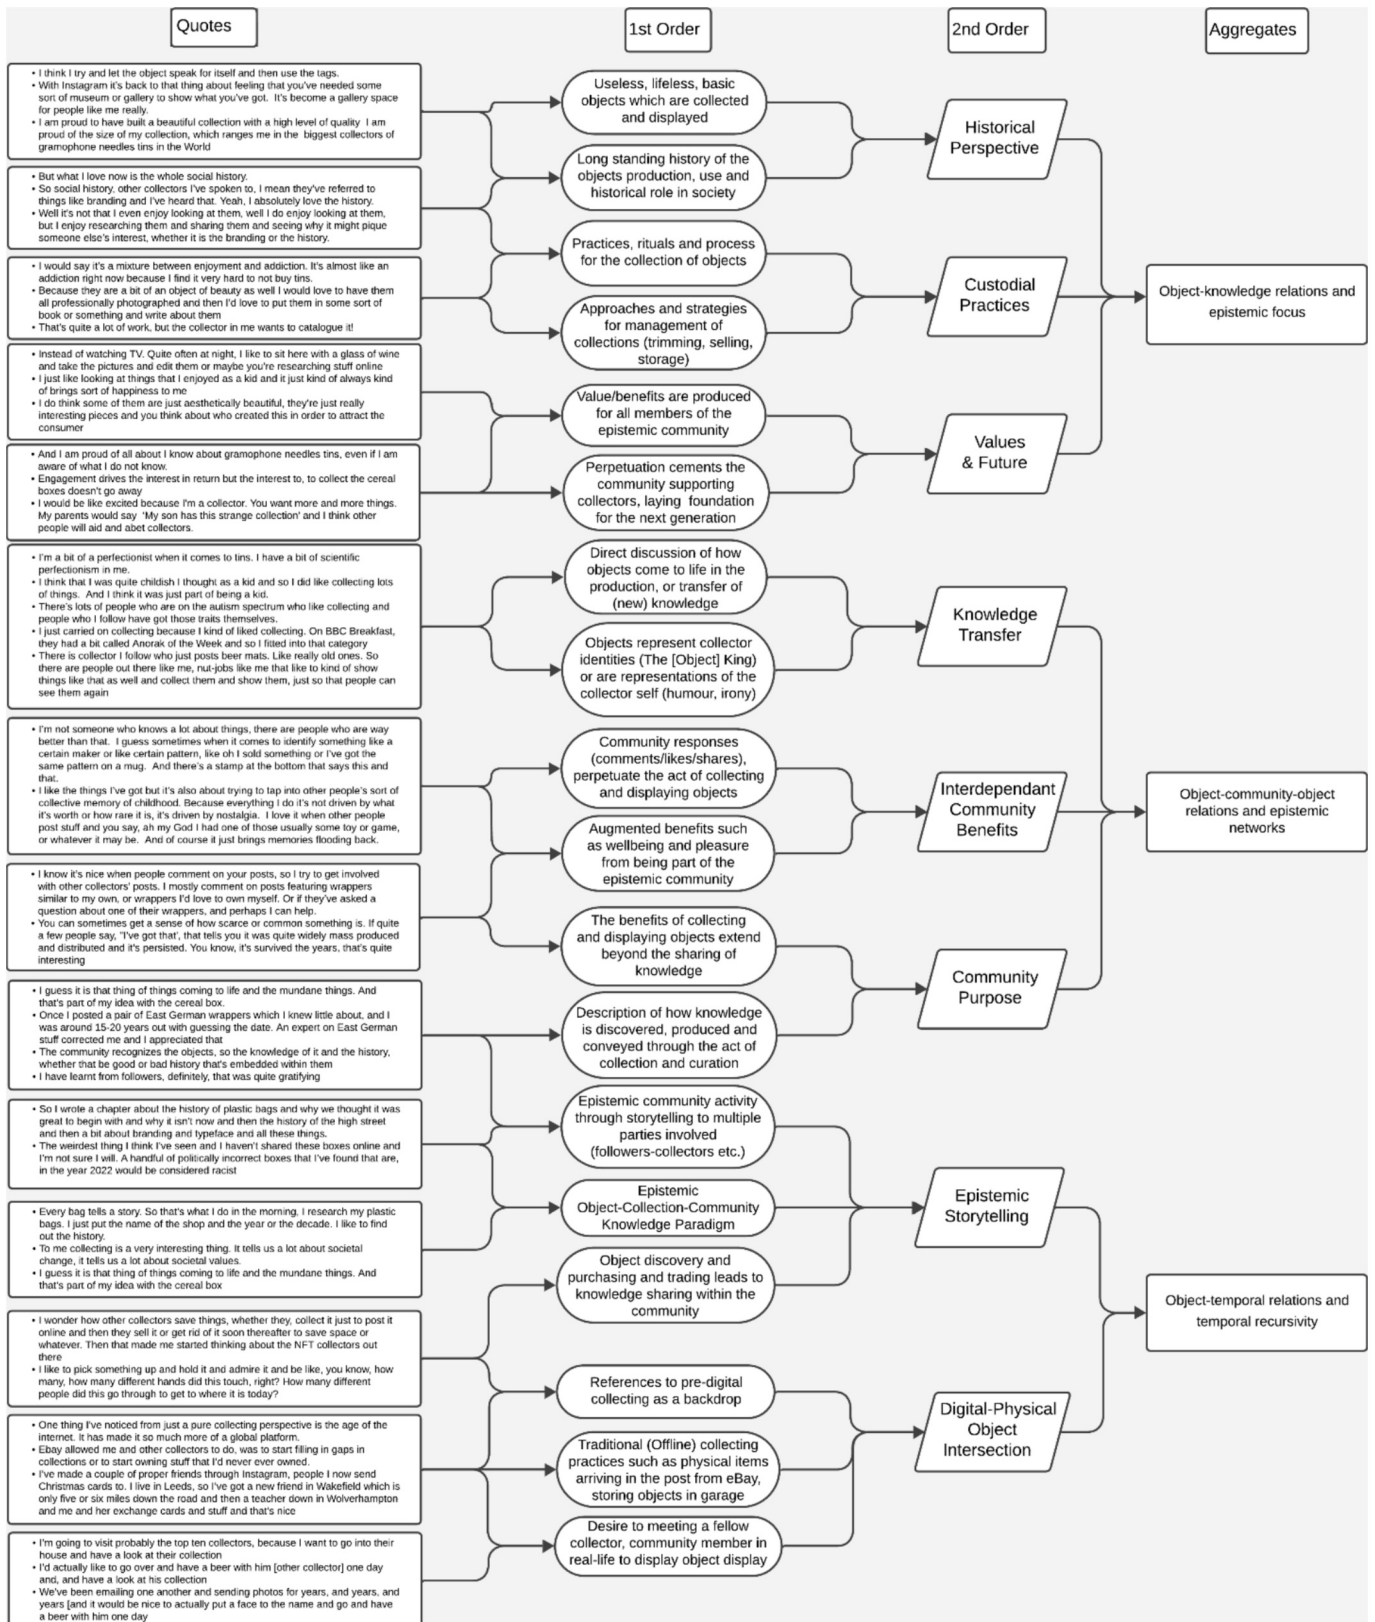 Quotes
1st Order
2nd Order
Aggregates
• I think I try and let the object speak for itself and then use the tags.
• With Instagram it's back to that thing about feeling that you've needed some
sort of museum or gallery to show what you've got. It's become a gallery space
for people like me really.
• I am proud to have built a beautiful collection with a high level of quality I am
proud of the size of my collection, which ranges me in the biggest collectors of
gramophone needles tins in the World
• But what I love now is the whole social history.
• So social history, other collectors I've spoken to, I mean they've referred to
things like branding and I've heard that. Yeah, I absolutely love the history.
• Well it's not that I even enjoy looking at them, well I do enjoy looking at them,
but I enjoy researching them and sharing them and seeing why it might pique
someone else's interest, whether it is the branding or the history.
• I would say it's a mixture between enjoyment and addiction. It's almost like an
addiction right now because I find it very hard to not buy tins.
• Because they are a bit of an object of beauty as well I would love to have them
all professionally photographed and then I'd love to put them in some sort of
book or something and write about them
• That's quite a lot of work, but the collector in me wants to catalogue it!
• Instead of watching TV. Quite often at night, I like to sit here with a glass of wine
and take the pictures and edit them or maybe you're researching stuff online
• I just like looking at things that I enjoyed as a kid and it just kind of always kind
of brings sort of happiness to me
• I do think some of them are just aesthetically beautiful, they're just really
interesting pieces and you think about who created this in order to attract the
consumer
• And I am proud of all about I know about gramophone needles tins, even if I am
aware of what I do not know.
• Engagement drives the interest in return but the interest to, to collect the cereal
boxes doesn't go away
• I would be like excited because I'm a collector. You want more and more things.
My parents would say 'My son has this strange collection' and I think other
people will aid and abet collectors.
• I'm a bit of a perfectionist when it comes to tins. I have a bit of scientific
perfectionism in me.
• I think that I was quite childish I thought as a kid and so I did like collecting lots
of things. And I think it was just part of being a kid.
• There's lots of people who are on the autism spectrum who like collecting and
people who I follow have got those traits themselves.
• I just carried on collecting because I kind of liked collecting. On BBC Breakfast,
they had a bit called Anorak of the Week and so I fitted into that category
• There is collector I follow who just posts beer mats. Like really old ones. So
there are people out there like me, nut-jobs like me that like to kind of show
things like that as well and collect them and show them, just so that people can
see them again
• I'm not someone who knows a lot about things, there are people who are way
better than that. I guess sometimes when it comes to identify something like a
certain maker or like certain pattern, like oh I sold something or I've got the
same pattern on a mug. And there's a stamp at the bottom that says this and
that.
• I like the things I've got but it's also about trying to tap into other people's sort of
collective memory of childhood. Because everything I do it's not driven by what
it's worth or how rare it is, it's driven by nostalgia. I love it when other people
post stuff and you say, ah my God I had one of those usually some toy or game,
or whatever it may be. And of course it just brings memories flooding back.
• I know it's nice when people comment on your posts, so I try to get involved
with other collectors' posts. I mostly comment on posts featuring wrappers
similar to my own, or wrappers I'd love to own myself. Or if they've asked a
question about one of their wrappers, and perhaps I can help.
• You can sometimes get a sense of how scarce or common something is. If quite
a few people say, "I've got that', that tells you it was quite widely mass produced
and distributed and it's persisted. You know, it's survived the years, that's quite
interesting
• I guess it is that thing of things coming to life and the mundane things. And
that's part of my idea with the cereal box.
• Once I posted a pair of East German wrappers which I knew little about, and I
was around 15-20 years out with guessing the date. An expert on East German
stuff corrected me and I appreciated that
• The community recognizes the objects, so the knowledge of it and the history,
whether that be good or bad history that's embedded within them
• I have learnt from followers, definitely, that was quite gratifying
• So I wrote a chapter about the history of plastic bags and why we thought it was
great to begin with and why it isn't now and then the history of the high street
and then a bit about branding and typeface and all these things.
• The weirdest thing I think I've seen and I haven't shared these boxes online and
I'm not sure I will. A handful of politically incorrect boxes that I've found that are,
in the year 2022 would be considered racist
• Every bag tells a story. So that's what I do in the morning, I research my plastic
bags. I just put the name of the shop and the year or the decade. I like to find
out the history.
• To me collecting is a very interesting thing. It tells us a lot about societal
change, it tells us a lot about societal values.
• I guess it is that thing of things coming to life and the mundane things. And
that's part of my idea with the cereal box
• I wonder how other collectors save things, whether they, collect it just to post it
online and then they sell it or get rid of it soon thereafter to save space or
whatever. Then that made me started thinking about the NFT collectors out
there
• I like to pick something up and hold it and admire it and be like, you know, how
many, how many different hands did this touch, right? How many different
people did this go through to get to where it is today?
• One thing I've noticed from just a pure collecting perspective is the age of the
internet. It has made it so much more of a global platform.
• Ebay allowed me and other collectors to do, was to start filling in gaps in
collections or to start owning stuff that I'd never ever owned.
• I've made a couple of proper friends through Instagram, people I now send
Christmas cards to. I live in Leeds, so I've got a new friend in Wakefield which is
only five or six miles down the road and then a teacher down in Wolverhampton
and me and her exchange cards and stuff and that's nice
• I'm going to visit probably the top ten collectors, because I want to go into their
house and have a look at their collection
• I'd actually like to go over and have a beer with him [other collector] one day
and, and have a look at his collection
• We've been emailing one another and sending photos for years, and years, and
years [and it would be nice to actually put a face to the name and go and have
a beer with him one day
Useless, lifeless, basic
objects which are collected
and displayed
Long standing history of the
objects production, use and
historical role in society
Practices, rituals and process
for the collection of objects
Approaches and strategies
for management of
collections (trimming, selling,
storage)
Value/benefits are produced
for all members of the
epistemic community
Perpetuation cements the
community supporting
collectors, laying foundation
for the next generation
Direct discussion of how
objects come to life in the
production, or transfer of
(new) knowledge
Objects represent collector
identities (The [Object] King)
or are representations of the
collector self (humour, irony)
Community responses
(comments/likes/shares),
perpetuate the act of collecting
and displaying objects
Augmented benefits such
as wellbeing and pleasure
from being part of the
epistemic community
The benefits of collecting
and displaying objects extend
beyond the sharing of
knowledge
Description of how knowledge
is discovered, produced and
conveyed through the act of
collection and curation
Epistemic community activity
through storytelling to multiple
parties involved
(followers-collectors etc.)
Epistemic
Object-Collection-Community
Knowledge Paradigm
Object discovery and
purchasing and trading leads to
knowledge sharing within the
community
References to pre-digital
collecting as a backdrop
Traditional (Offline) collecting
practices such as physical items
arriving in the post from eBay,
storing objects in garage
Desire to meeting a fellow
collector, community member in
real-life to display object display
Historical
Perspective
Custodial
Practices
Values
& Future
Knowledge
Transfer
Interdependant
Community
Benefits
Community
Purpose
Epistemic
Storytelling
Digital-Physical
Object
Intersection
Object-knowledge relations and
epistemic focus
Object-community-object
relations and epistemic
networks
Object-temporal relations and
temporal recursivity